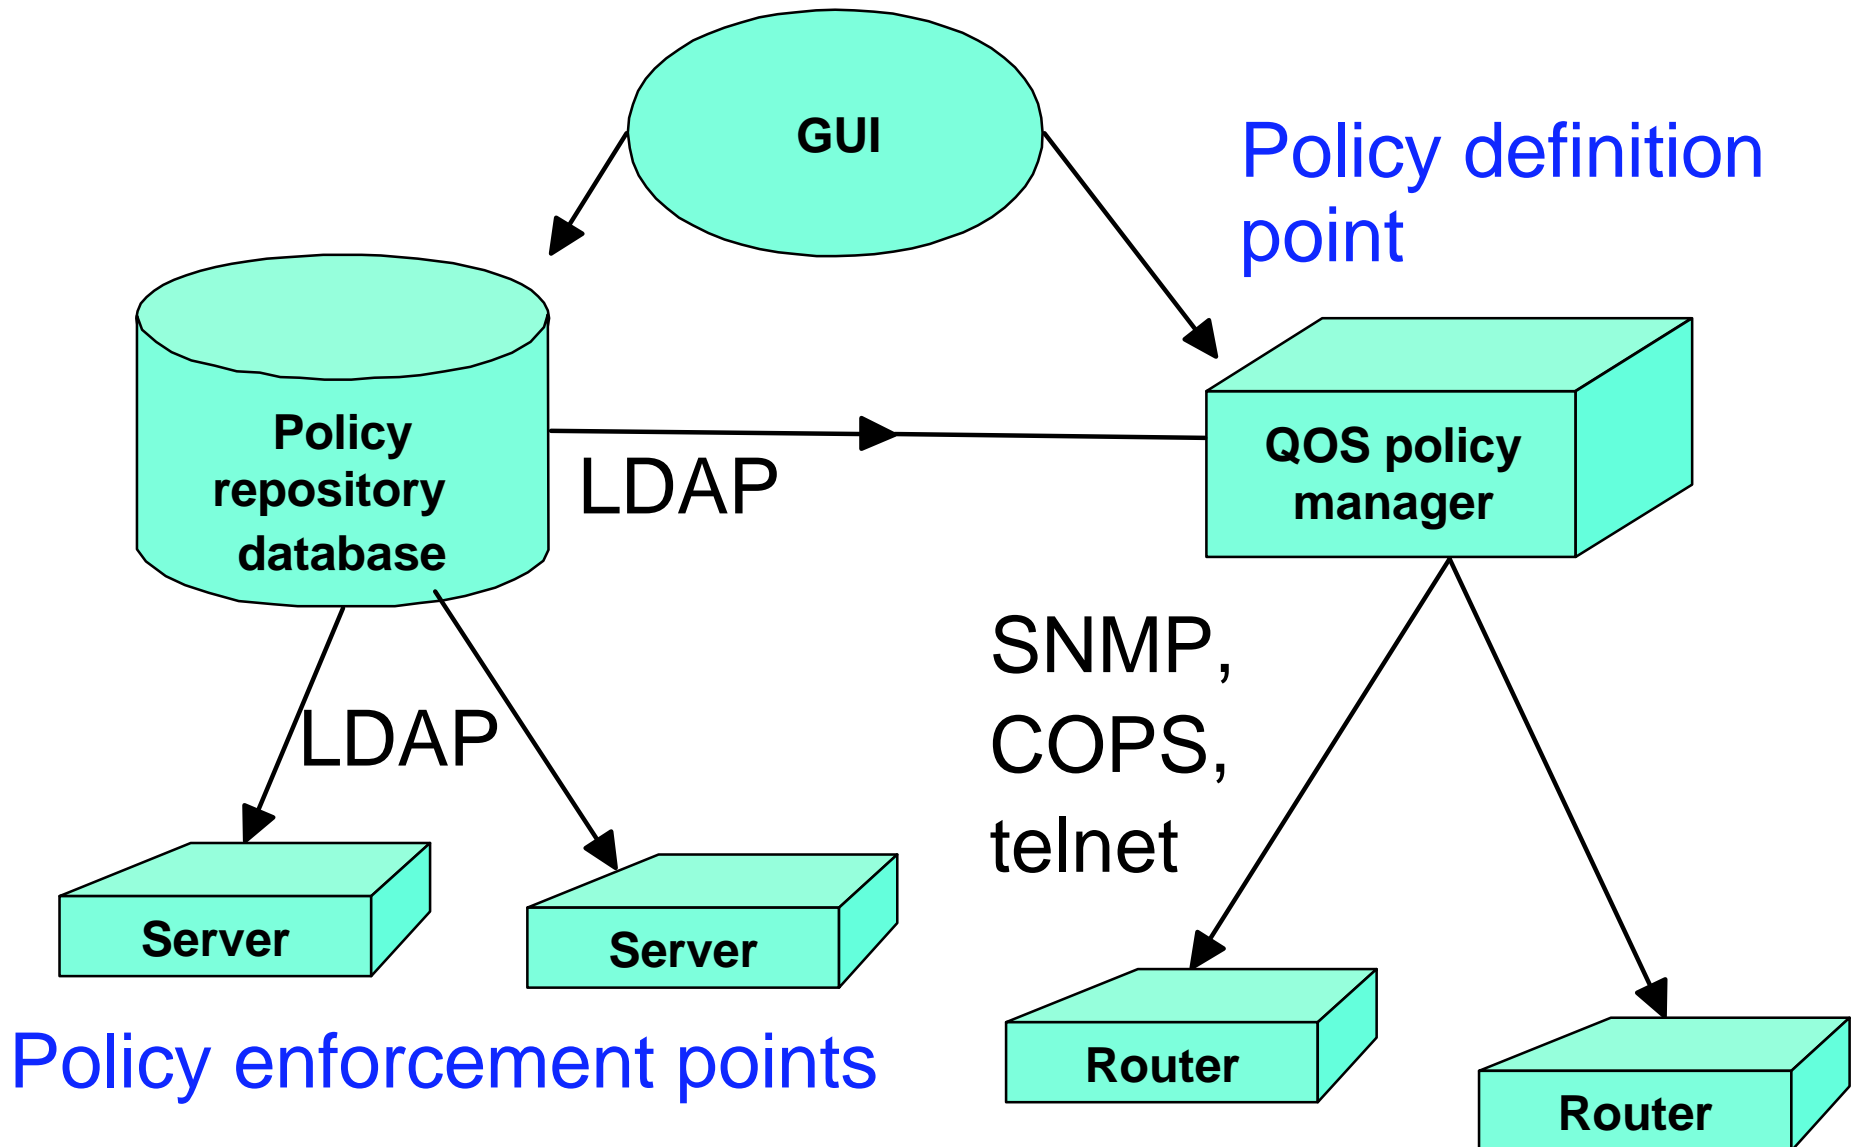 GUI
Policy definition
point
Policy
repository
database
LDAP
QOS policy
manager
SNMP,
COPS,
telnet
LDAP
Server
Server
Policy enforcement points
Router
Router